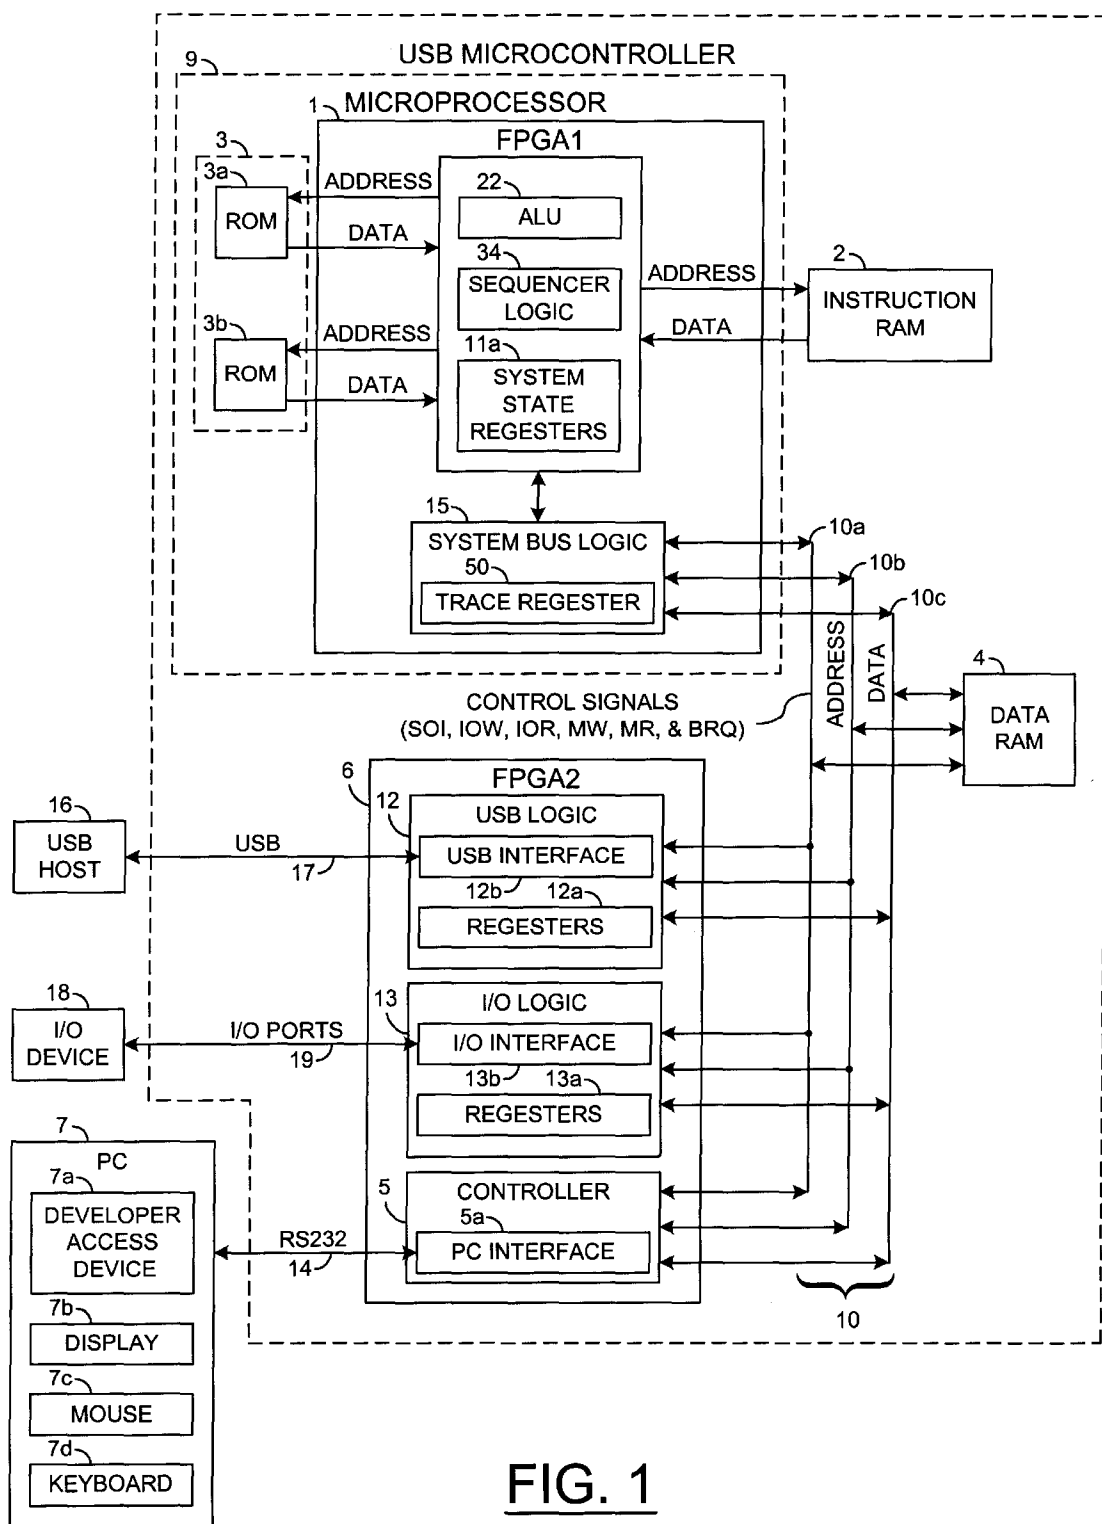 USB MICROCONTROLLER
9
MICROPROCESSOR
1
FPGA1
3
3a
ROM
ADDRESS
DATA
22
ALU
34
SEQUENCER
LOGIC
ADDRESS
DATA
2
INSTRUCTION
RAM
3b
ROM
ADDRESS
DATA
11a
SYSTEM
STATE
REGESTERS
15
SYSTEM BUS LOGIC
50
TRACE REGESTER
10a
10b
10c
ADDRESS
DATA
4
DATA
RAM
CONTROL SIGNALS
(SOI, IOW, IOR, MW, MR, & BRQ)
6
FPGA2
12
USB LOGIC
USB INTERFACE
12b
12a
REGESTERS
16
USB
HOST
USB
17
13
I/O LOGIC
I/O INTERFACE
13b
13a
REGESTERS
18
I/O
DEVICE
I/O PORTS
19
5
CONTROLLER
5a
PC INTERFACE
RS232
14
10
7
PC
7a
DEVELOPER
ACCESS
DEVICE
7b
DISPLAY
7c
MOUSE
7d
KEYBOARD
FIG. 1